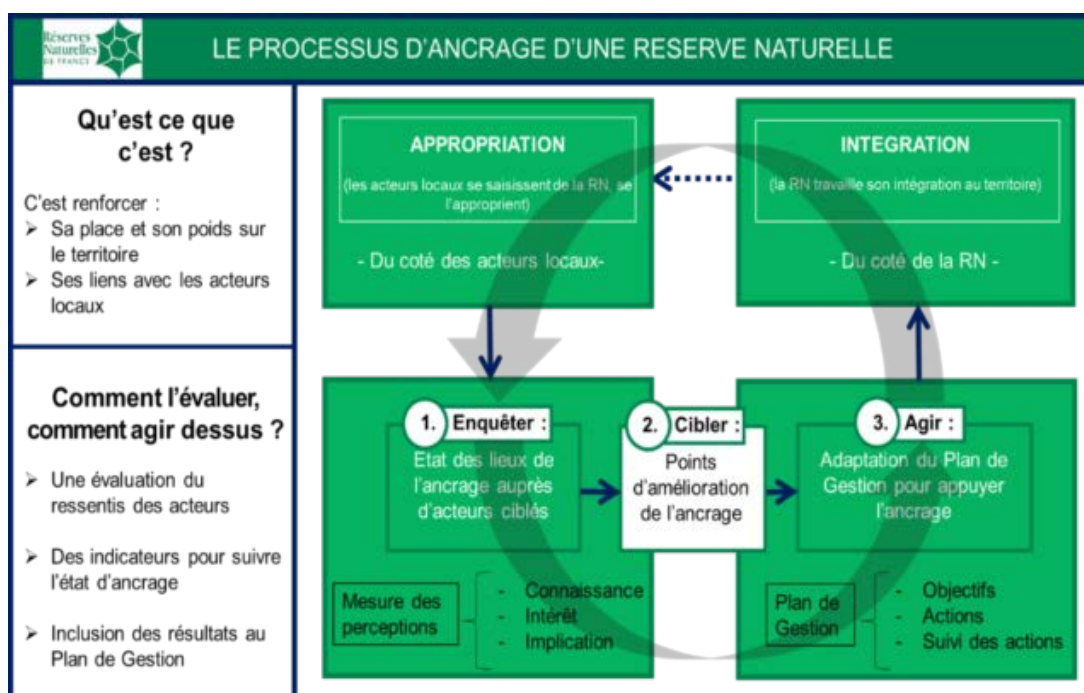 Réserves
Naturelles
DE FRANCE
LE PROCESSUS D'ANCRAGE D'UNE RESERVE NATURELLE
Qu'est ce que
c'est ?
C'est renforcer :
➢ Sa place et son poids sur
le territoire
➢ Ses liens avec les acteurs
locaux
Comment l'évaluer,
comment agir dessus ?
➢ Une évaluation du
ressentis des acteurs
➢ Des indicateurs pour suivre
l'état d'ancrage
➢ Inclusion des résultats au
Plan de Gestion
APPROPRIATION
(les acteurs locaux se saisissent de la RN, se
l'approprient)
- Du coté des acteurs locaux-
INTEGRATION
(la RN travaille son intégration au territoire)
- Du coté de la RN -
1. Enquêter :
Etat des lieux de
l'ancrage auprès
d'acteurs ciblés
Mesure des
perceptions
- Connaissance
- Intérêt
- Implication
2. Cibler :
Points
d'amélioration
de l'ancrage
3. Agir :
Adaptation du Plan de
Gestion pour appuyer
l'ancrage
Plan de
Gestion
- Objectifs
- Actions
- Suivi des actions